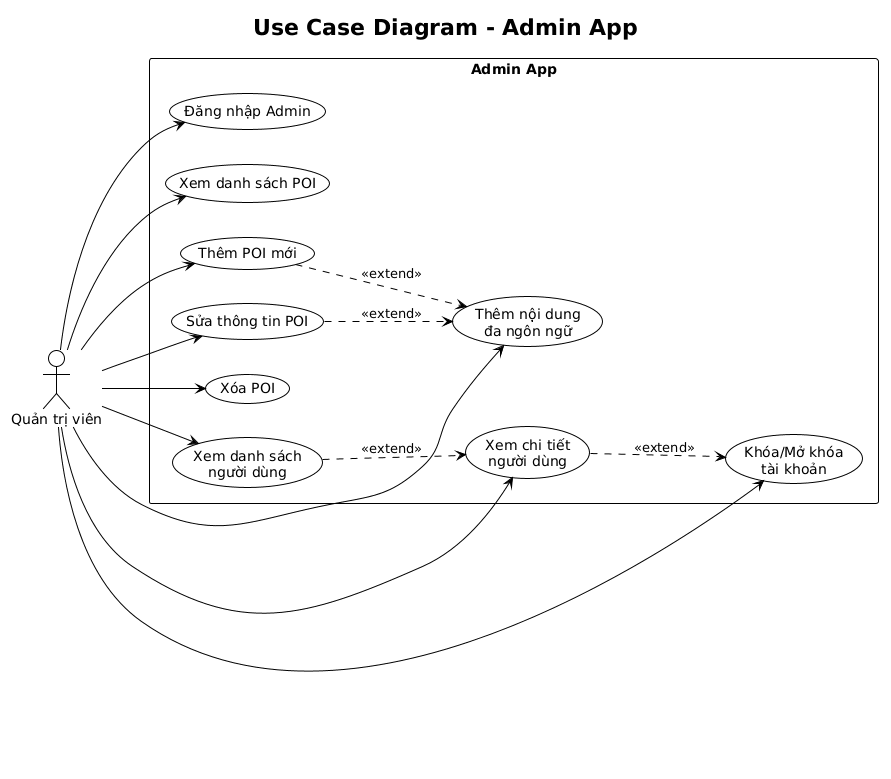 Use Case Diagram - Admin App
Admin App
Đăng nhập Admin
Xem danh sách POI
Thêm POI mới
«extend»
Sửa thông tin POI
«extend»
Thêm nội dung
đa ngôn ngữ
Xóa POI
Quản trị viên
Xem danh sách
người dùng
«extend»
Xem chi tiết
người dùng
«extend»
Khóa/Mở khóa
tài khoản